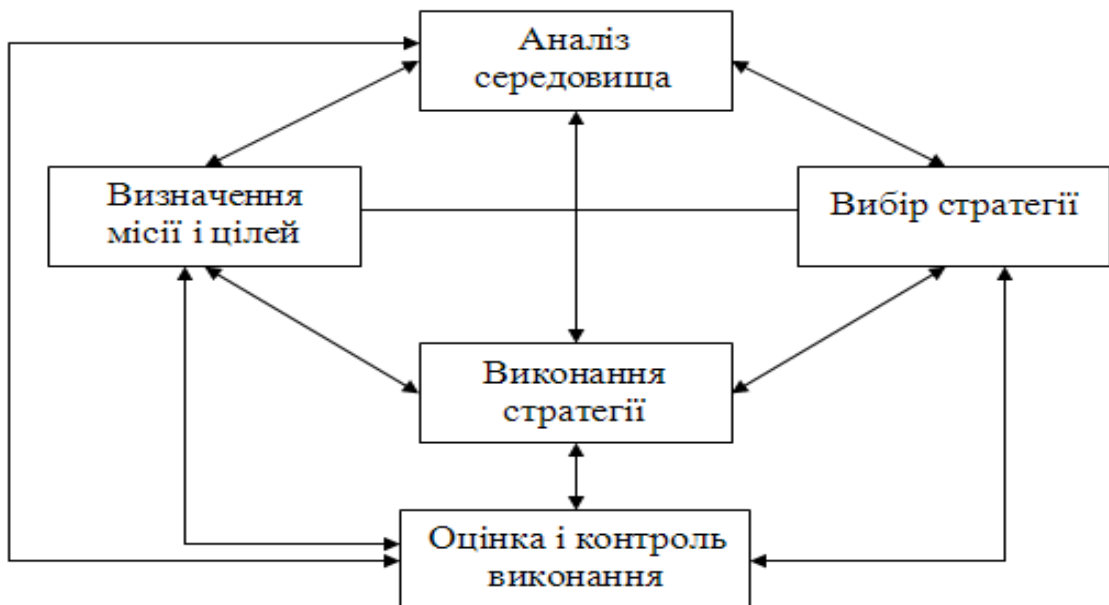 Аналіз
середовища
Визначення
місії і цілей
Вибір стратегії
Виконання
стратегії
Оцінка і контроль
виконання